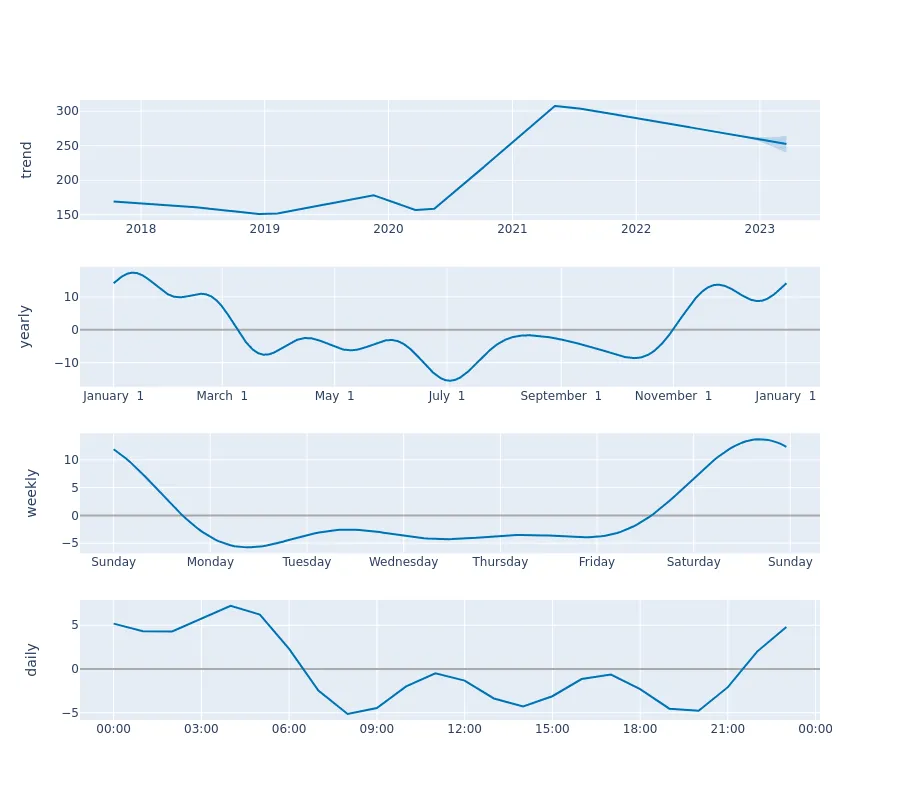 trend
300
250
200
150
2018 2019 2020 2021 2022 2023
yearly
10
0
−10
January 1 March 1 May 1 July 1 September 1 November 1 January 1
weekly
10
5
0
−5
Sunday Monday Tuesday Wednesday Thursday Friday Saturday Sunday
daily
5
0
−5
00:00 03:00 06:00 09:00 12:00 15:00 18:00 21:00 00:00